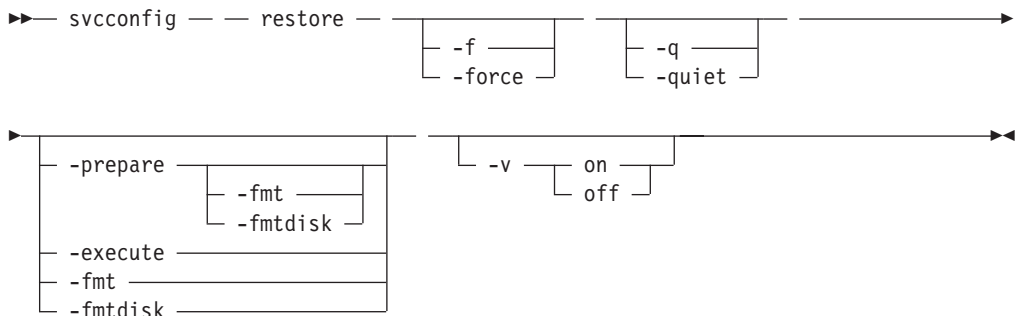 svcconfig restore
-f -q
-force -quiet
-prepare -v on
-fmt off
-fmtdisk
-execute
-fmt
-fmtdisk